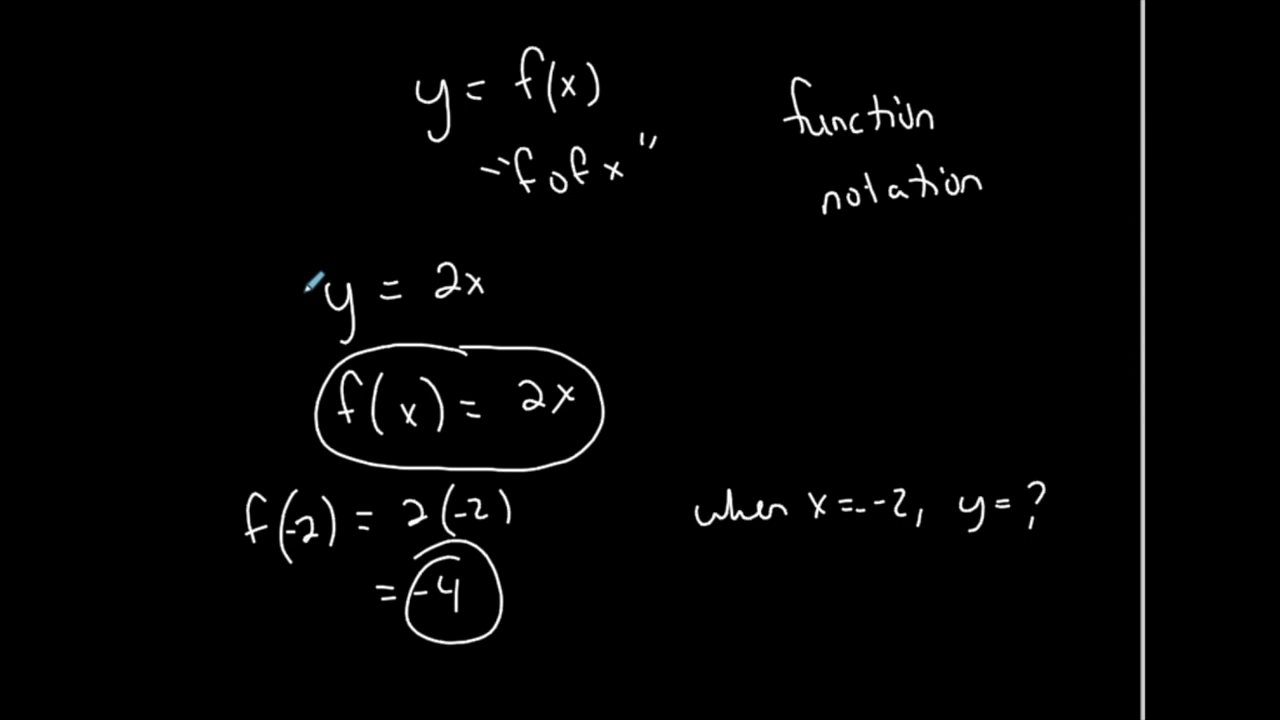 y = f(x)
-"f of x"
function
notation
y = 2x
f(x) = 2x
f(-2) = 2(-2)
= -4
when x = -2, y = ?